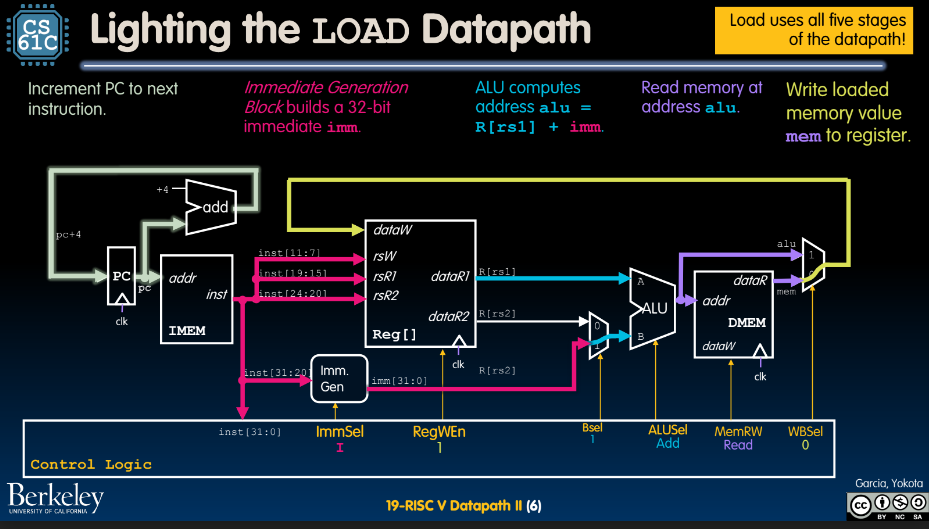 CS
61C
Lighting the LOAD Datapath
Load uses all five stages
of the datapath!
Increment PC to next
instruction.
Immediate Generation
Block builds a 32-bit
immediate imm.
ALU computes
address alu =
R[rs1] + imm.
Read memory at
address alu.
Write loaded
memory value
mem to register.
+4
add
pc+4
PC
pc
clk
addr
inst
IMEM
inst[11:7]
inst[19:15]
inst[24:20]
dataW
rsW
rsR1
rsR2
dataR1
dataR2
Reg[]
clk
R[rs1]
R[rs2]
0
1
A
ALU
B
alu
1
0
mem
dataR
addr
DMEM
dataW
clk
inst[31:20]
Imm.
Gen
imm[31:0]
R[rs2]
inst[31:0]
ImmSel
I
RegWEn
1
Bsel
1
ALUSel
Add
MemRW
Read
WBSel
0
Control Logic
Berkeley
UNIVERSITY OF CALIFORNIA
19-RISC V Datapath II (6)
Garcia, Yokota
cc
BY NC SA